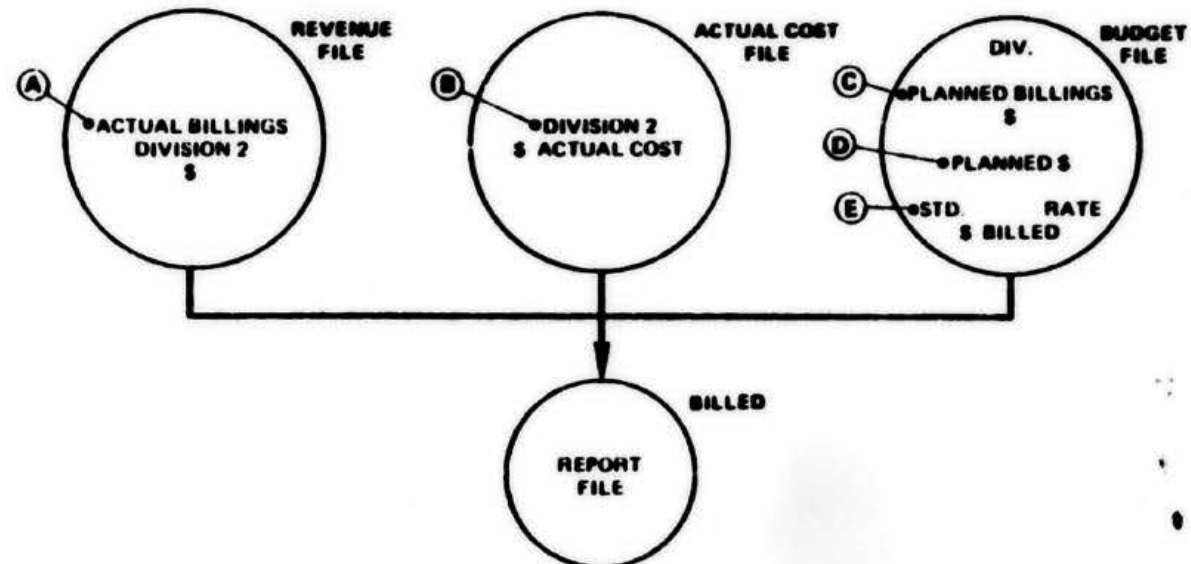 REVENUE
FILE
A
ACTUAL BILLINGS
DIVISION 2
$
ACTUAL COST
FILE
B
DIVISION 2
$ ACTUAL COST
BUDGET
FILE
DIV.
C
PLANNED BILLINGS
$
D
PLANNED $
E
STD. RATE
$ BILLED
BILLED
REPORT
FILE